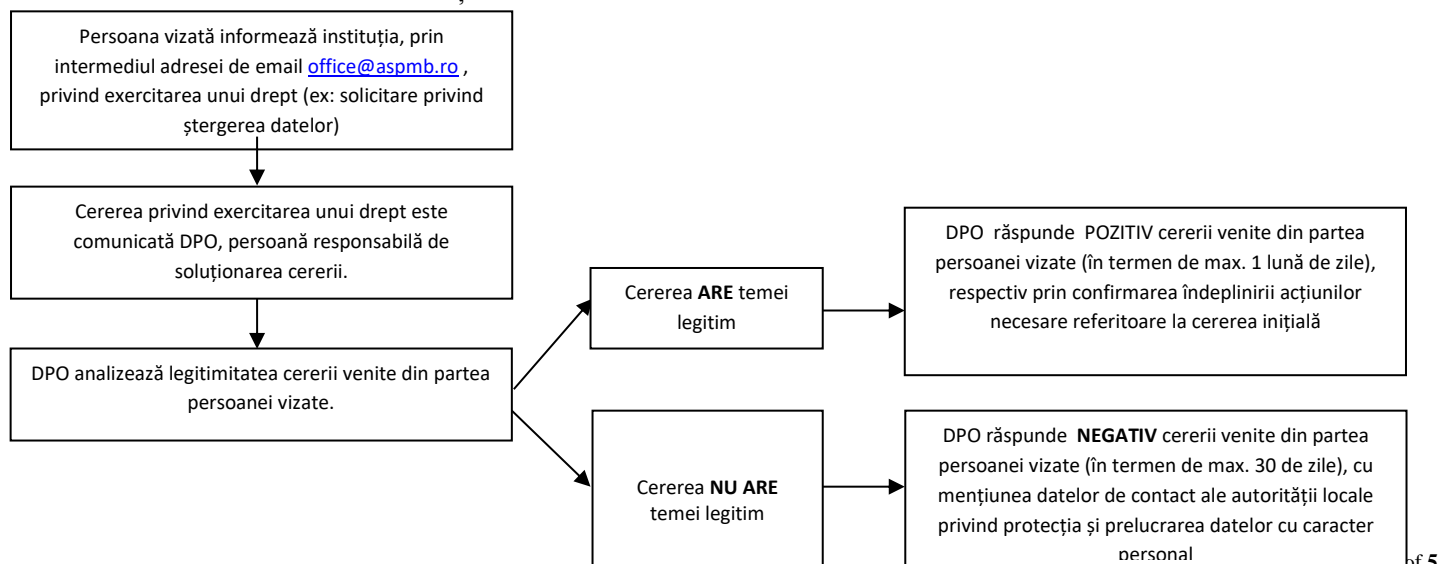 Persoana vizată informează instituția, prin
intermediul adresei de email office@aspmb.ro ,
privind exercitarea unui drept (ex: solicitare privind
ștergerea datelor)
Cererea privind exercitarea unui drept este
comunicată DPO, persoană responsabilă de
soluționarea cererii.
DPO analizează legitimitatea cererii venite din partea
persoanei vizate.
Cererea ARE temei
legitim
DPO răspunde POZITIV cererii venite din partea
persoanei vizate (în termen de max. 1 lună de zile),
respectiv prin confirmarea îndeplinirii acțiunilor
necesare referitoare la cererea inițială
Cererea NU ARE
temei legitim
DPO răspunde NEGATIV cererii venite din partea
persoanei vizate (în termen de max. 30 de zile), cu
mențiunea datelor de contact ale autorității locale
privind protecția și prelucrarea datelor cu caracter
personal
of 5